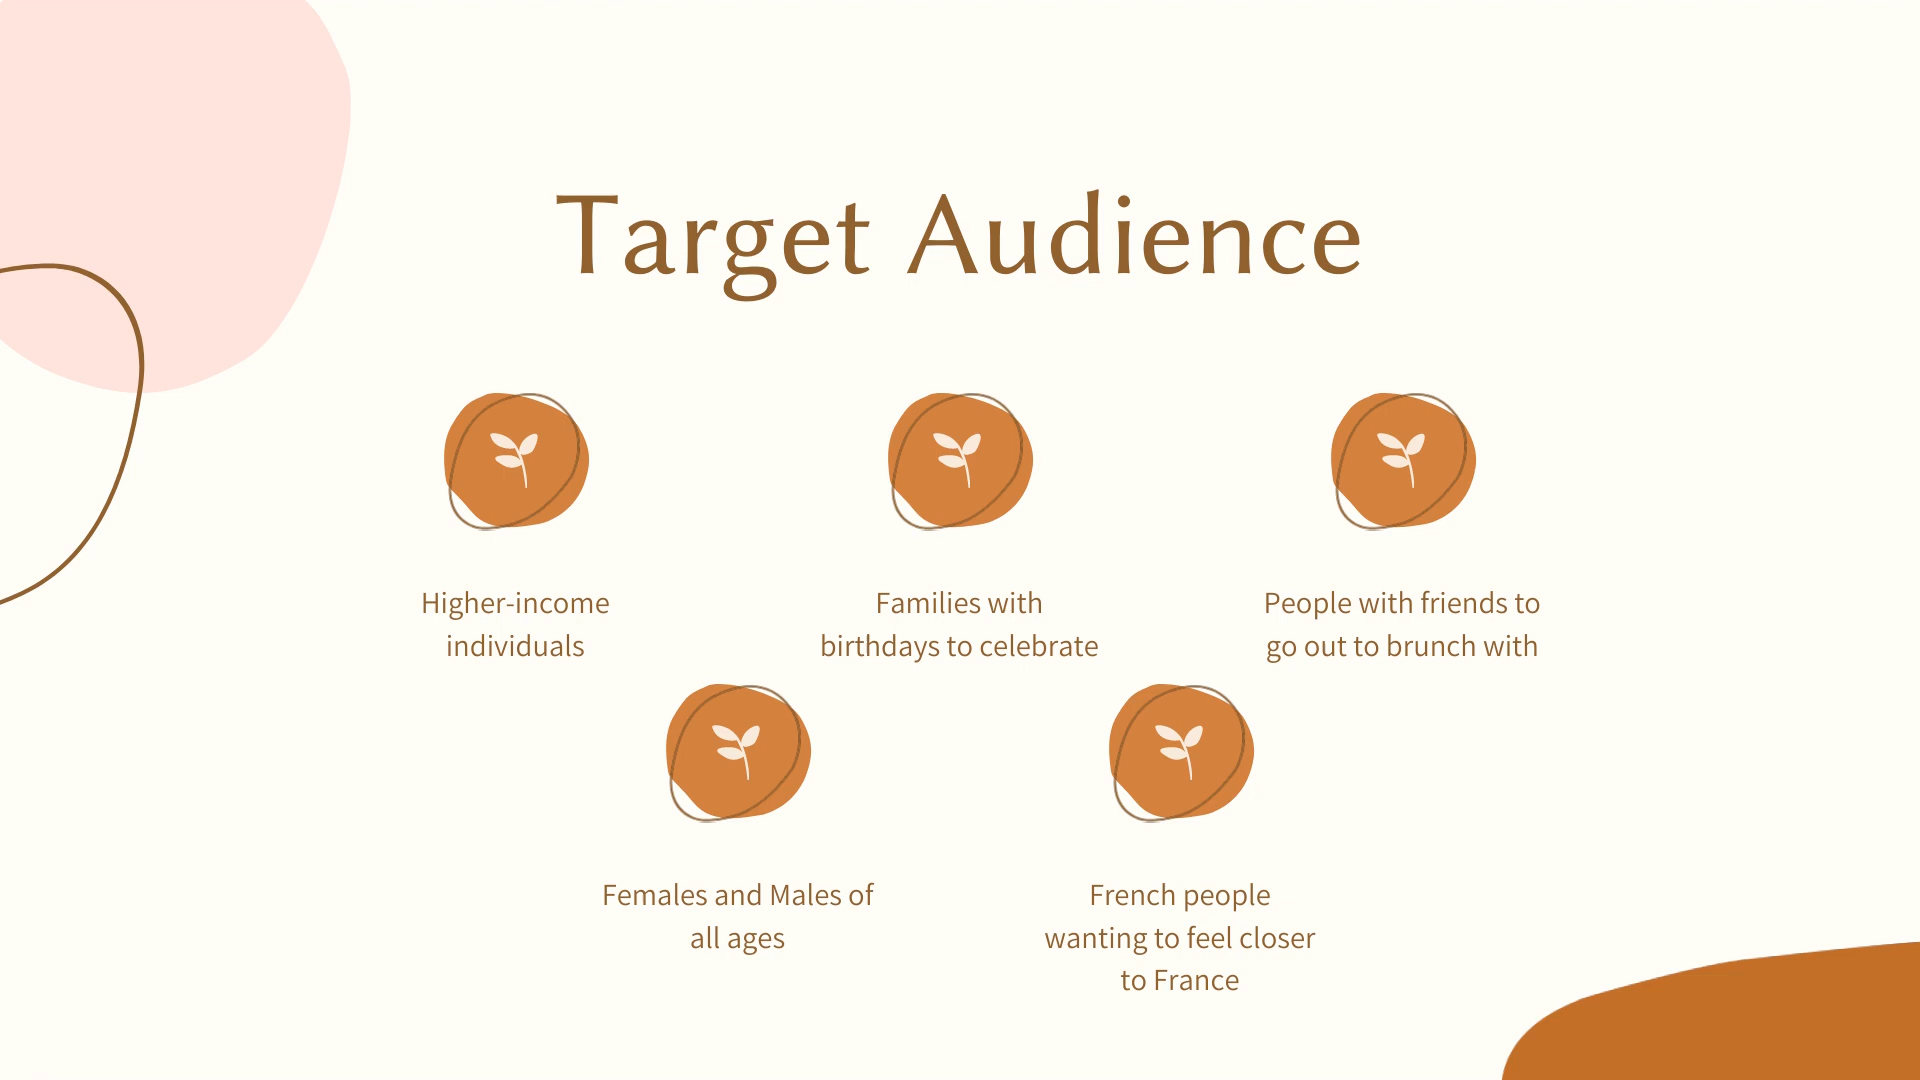 Target Audience
Higher-income
individuals
Families with
birthdays to celebrate
People with friends to
go out to brunch with
Females and Males of
all ages
French people
wanting to feel closer
to France